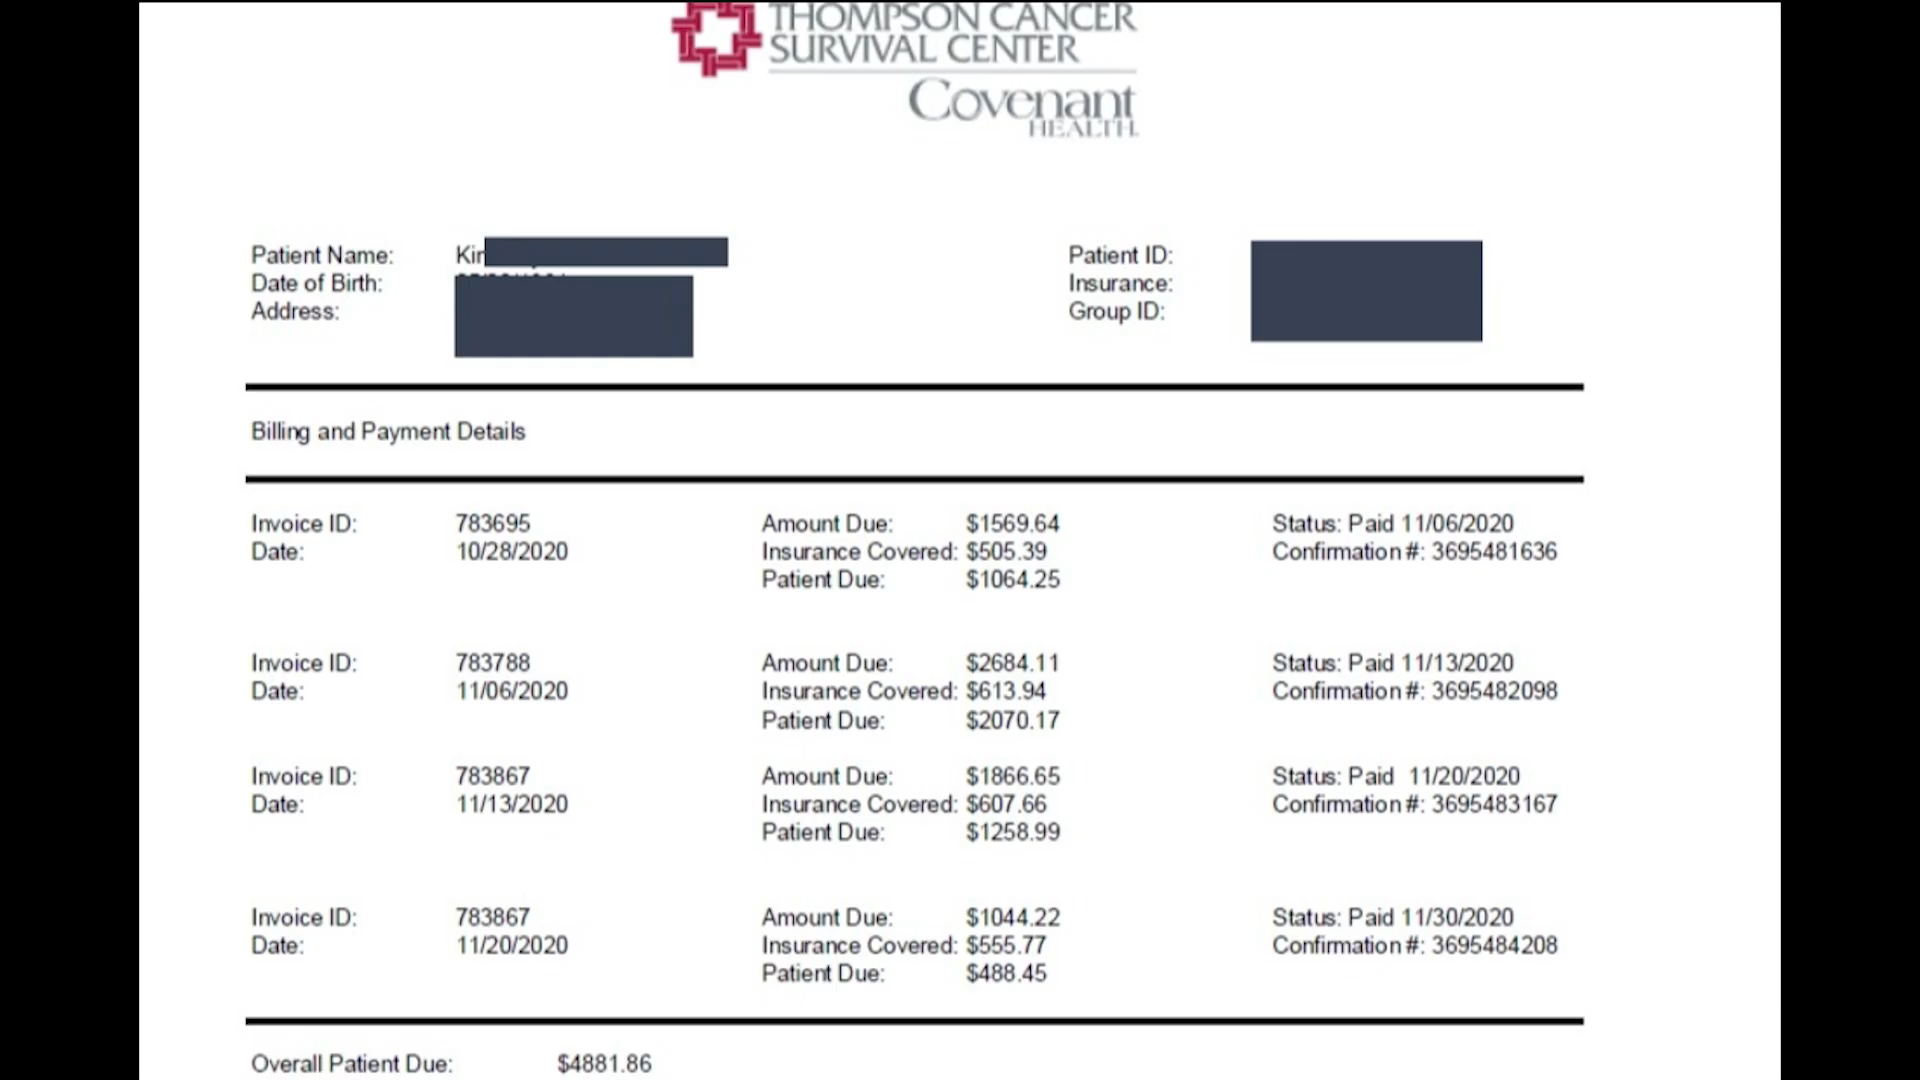 THOMPSON CANCER
SURVIVAL CENTER
Covenant
HEALTH.
Patient Name: Kim
Date of Birth:
Address:
Patient ID:
Insurance:
Group ID:
Billing and Payment Details
Invoice ID: 783695 Amount Due: $1569.64 Status: Paid 11/06/2020
Date: 10/28/2020 Insurance Covered: $505.39 Confirmation #: 3695481636
Patient Due: $1064.25
Invoice ID: 783788 Amount Due: $2684.11 Status: Paid 11/13/2020
Date: 11/06/2020 Insurance Covered: $613.94 Confirmation #: 3695482098
Patient Due: $2070.17
Invoice ID: 783867 Amount Due: $1866.65 Status: Paid 11/20/2020
Date: 11/13/2020 Insurance Covered: $607.66 Confirmation #: 3695483167
Patient Due: $1258.99
Invoice ID: 783867 Amount Due: $1044.22 Status: Paid 11/30/2020
Date: 11/20/2020 Insurance Covered: $555.77 Confirmation #: 3695484208
Patient Due: $488.45
Overall Patient Due: $4881.86